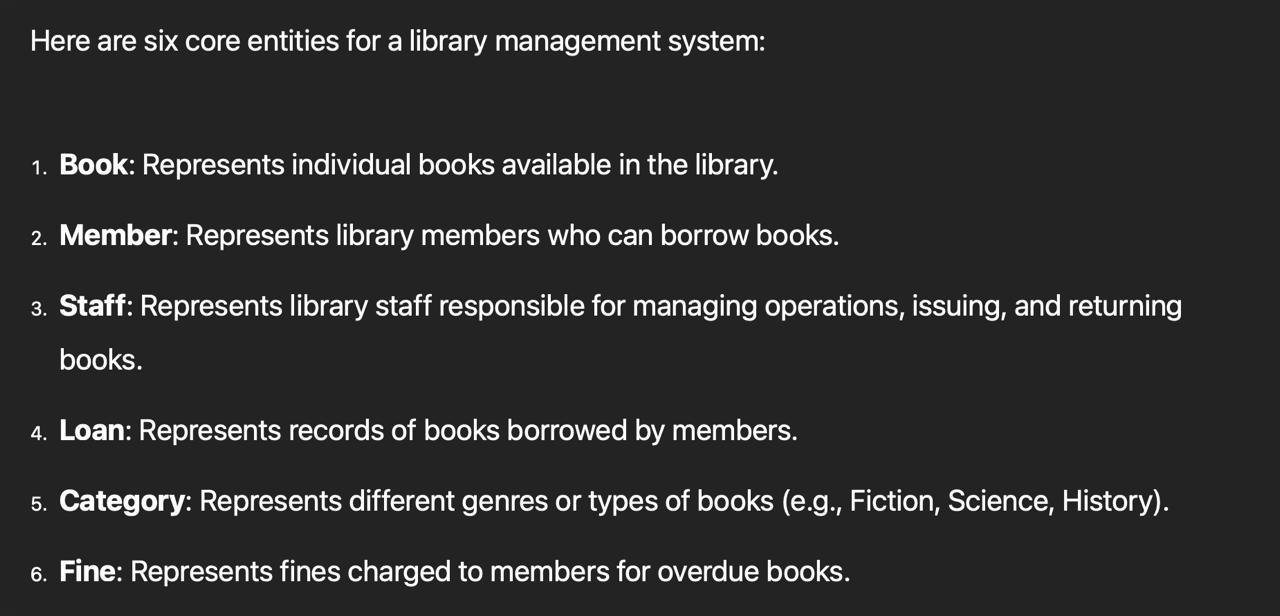 Here are six core entities for a library management system:
1. Book: Represents individual books available in the library.
2. Member: Represents library members who can borrow books.
3. Staff: Represents library staff responsible for managing operations, issuing, and returning
books.
4. Loan: Represents records of books borrowed by members.
5. Category: Represents different genres or types of books (e.g., Fiction, Science, History).
6. Fine: Represents fines charged to members for overdue books.